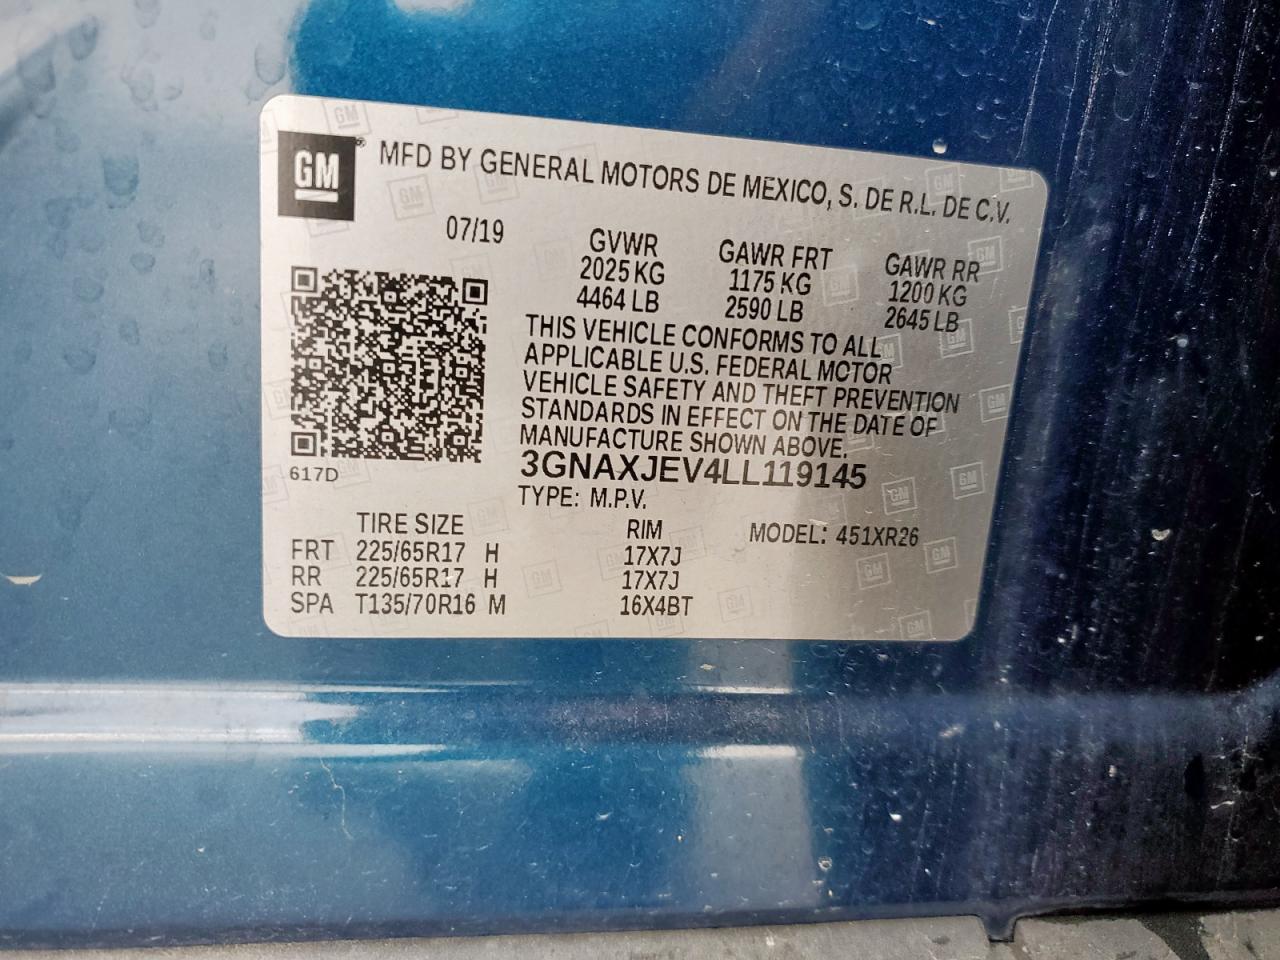 GM
MFD BY GENERAL MOTORS DE MEXICO, S. DE R.L. DE C.V.
07/19
GVWR GAWR FRT GAWR RR
2025 KG 1175 KG 1200 KG
4464 LB 2590 LB 2645 LB
THIS VEHICLE CONFORMS TO ALL
APPLICABLE U.S. FEDERAL MOTOR
VEHICLE SAFETY AND THEFT PREVENTION
STANDARDS IN EFFECT ON THE DATE OF
MANUFACTURE SHOWN ABOVE.
617D
3GNAXJEV4LL119145
TYPE: M.P.V.
TIRE SIZE RIM MODEL: 451XR26
FRT 225/65R17 H 17X7J
RR 225/65R17 H 17X7J
SPA T135/70R16 M 16X4BT